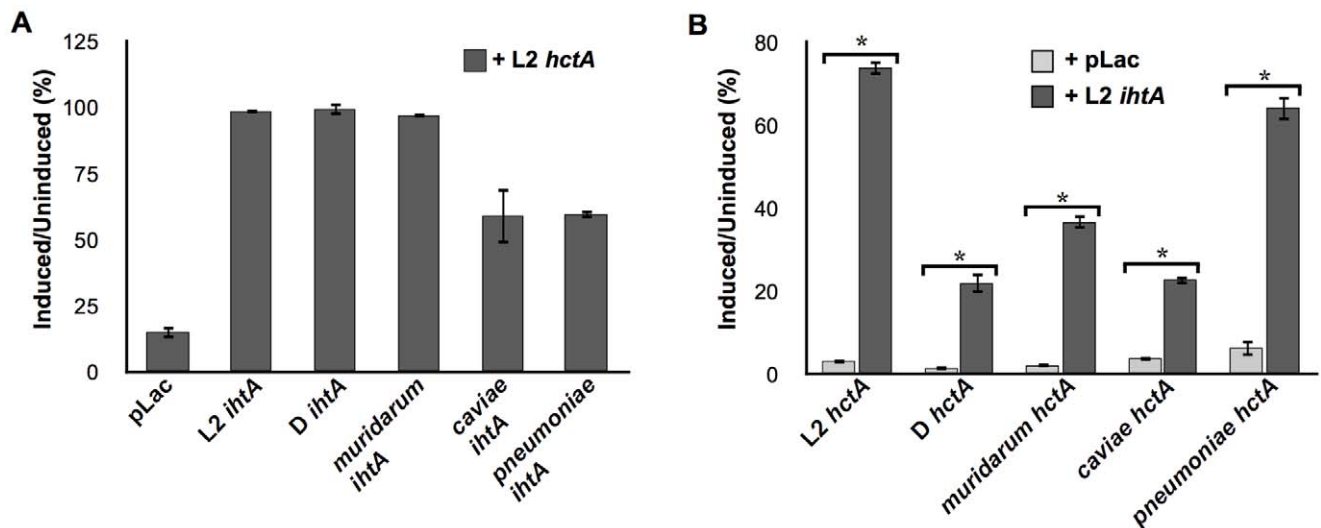 A
Induced/Uninduced (%)
125
100
75
50
25
0
+ L2 hctA
pLac
L2 ihtA
D ihtA
muridarum
ihtA
caviae
ihtA
pneumoniae
ihtA
B
Induced/Uninduced (%)
80
60
40
20
0
+ pLac
+ L2 ihtA
*
*
*
*
*
L2 hctA
D hctA
muridarum hctA
caviae hctA
pneumoniae hctA